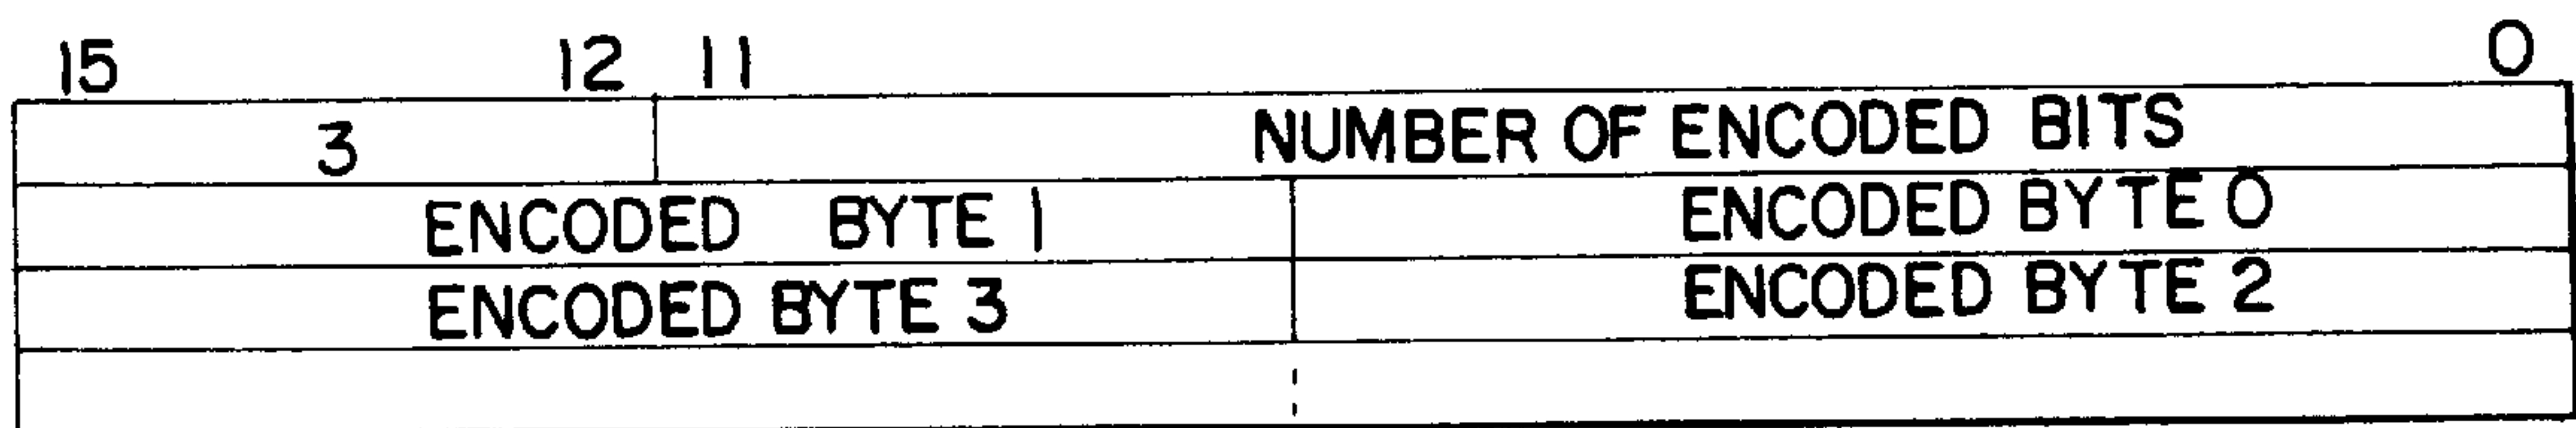 15 12 11 0
3 NUMBER OF ENCODED BITS
ENCODED BYTE 1 ENCODED BYTE 0
ENCODED BYTE 3 ENCODED BYTE 2